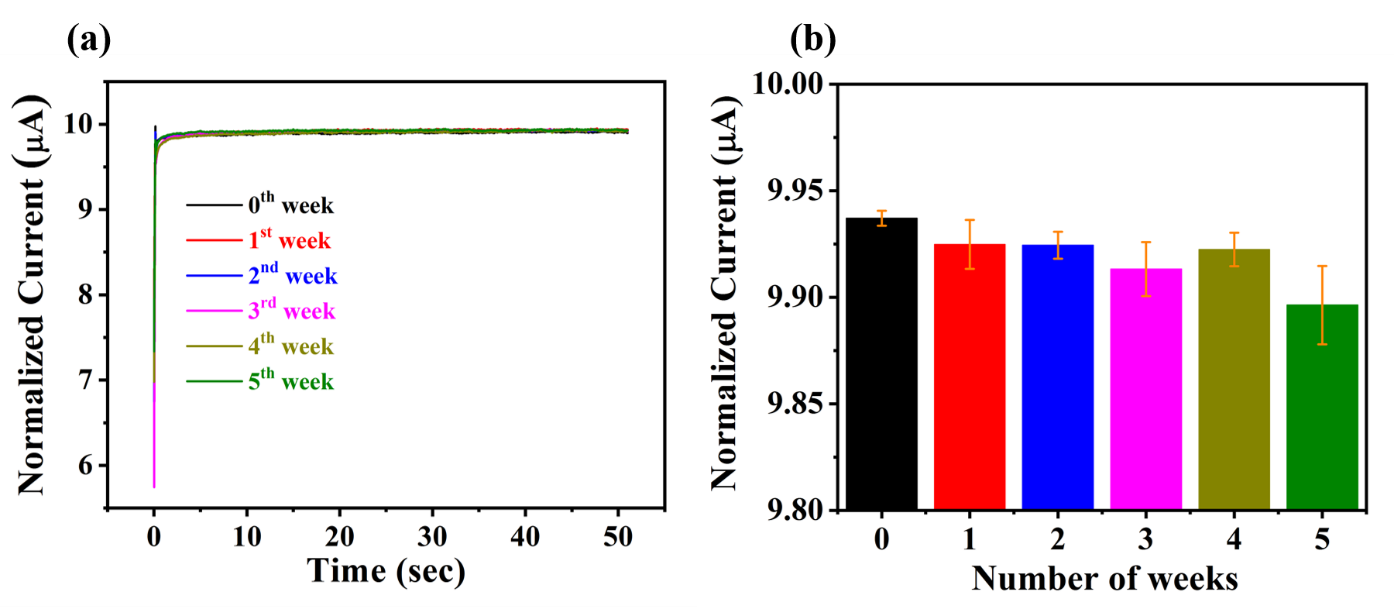 (a)
Normalized Current (μA)
10
9
8
7
6
0th week
1st week
2nd week
3rd week
4th week
5th week
0 10 20 30 40 50
Time (sec)
(b)
Normalized Current (μA)
10.00
9.95
9.90
9.85
9.80
0 1 2 3 4 5
Number of weeks